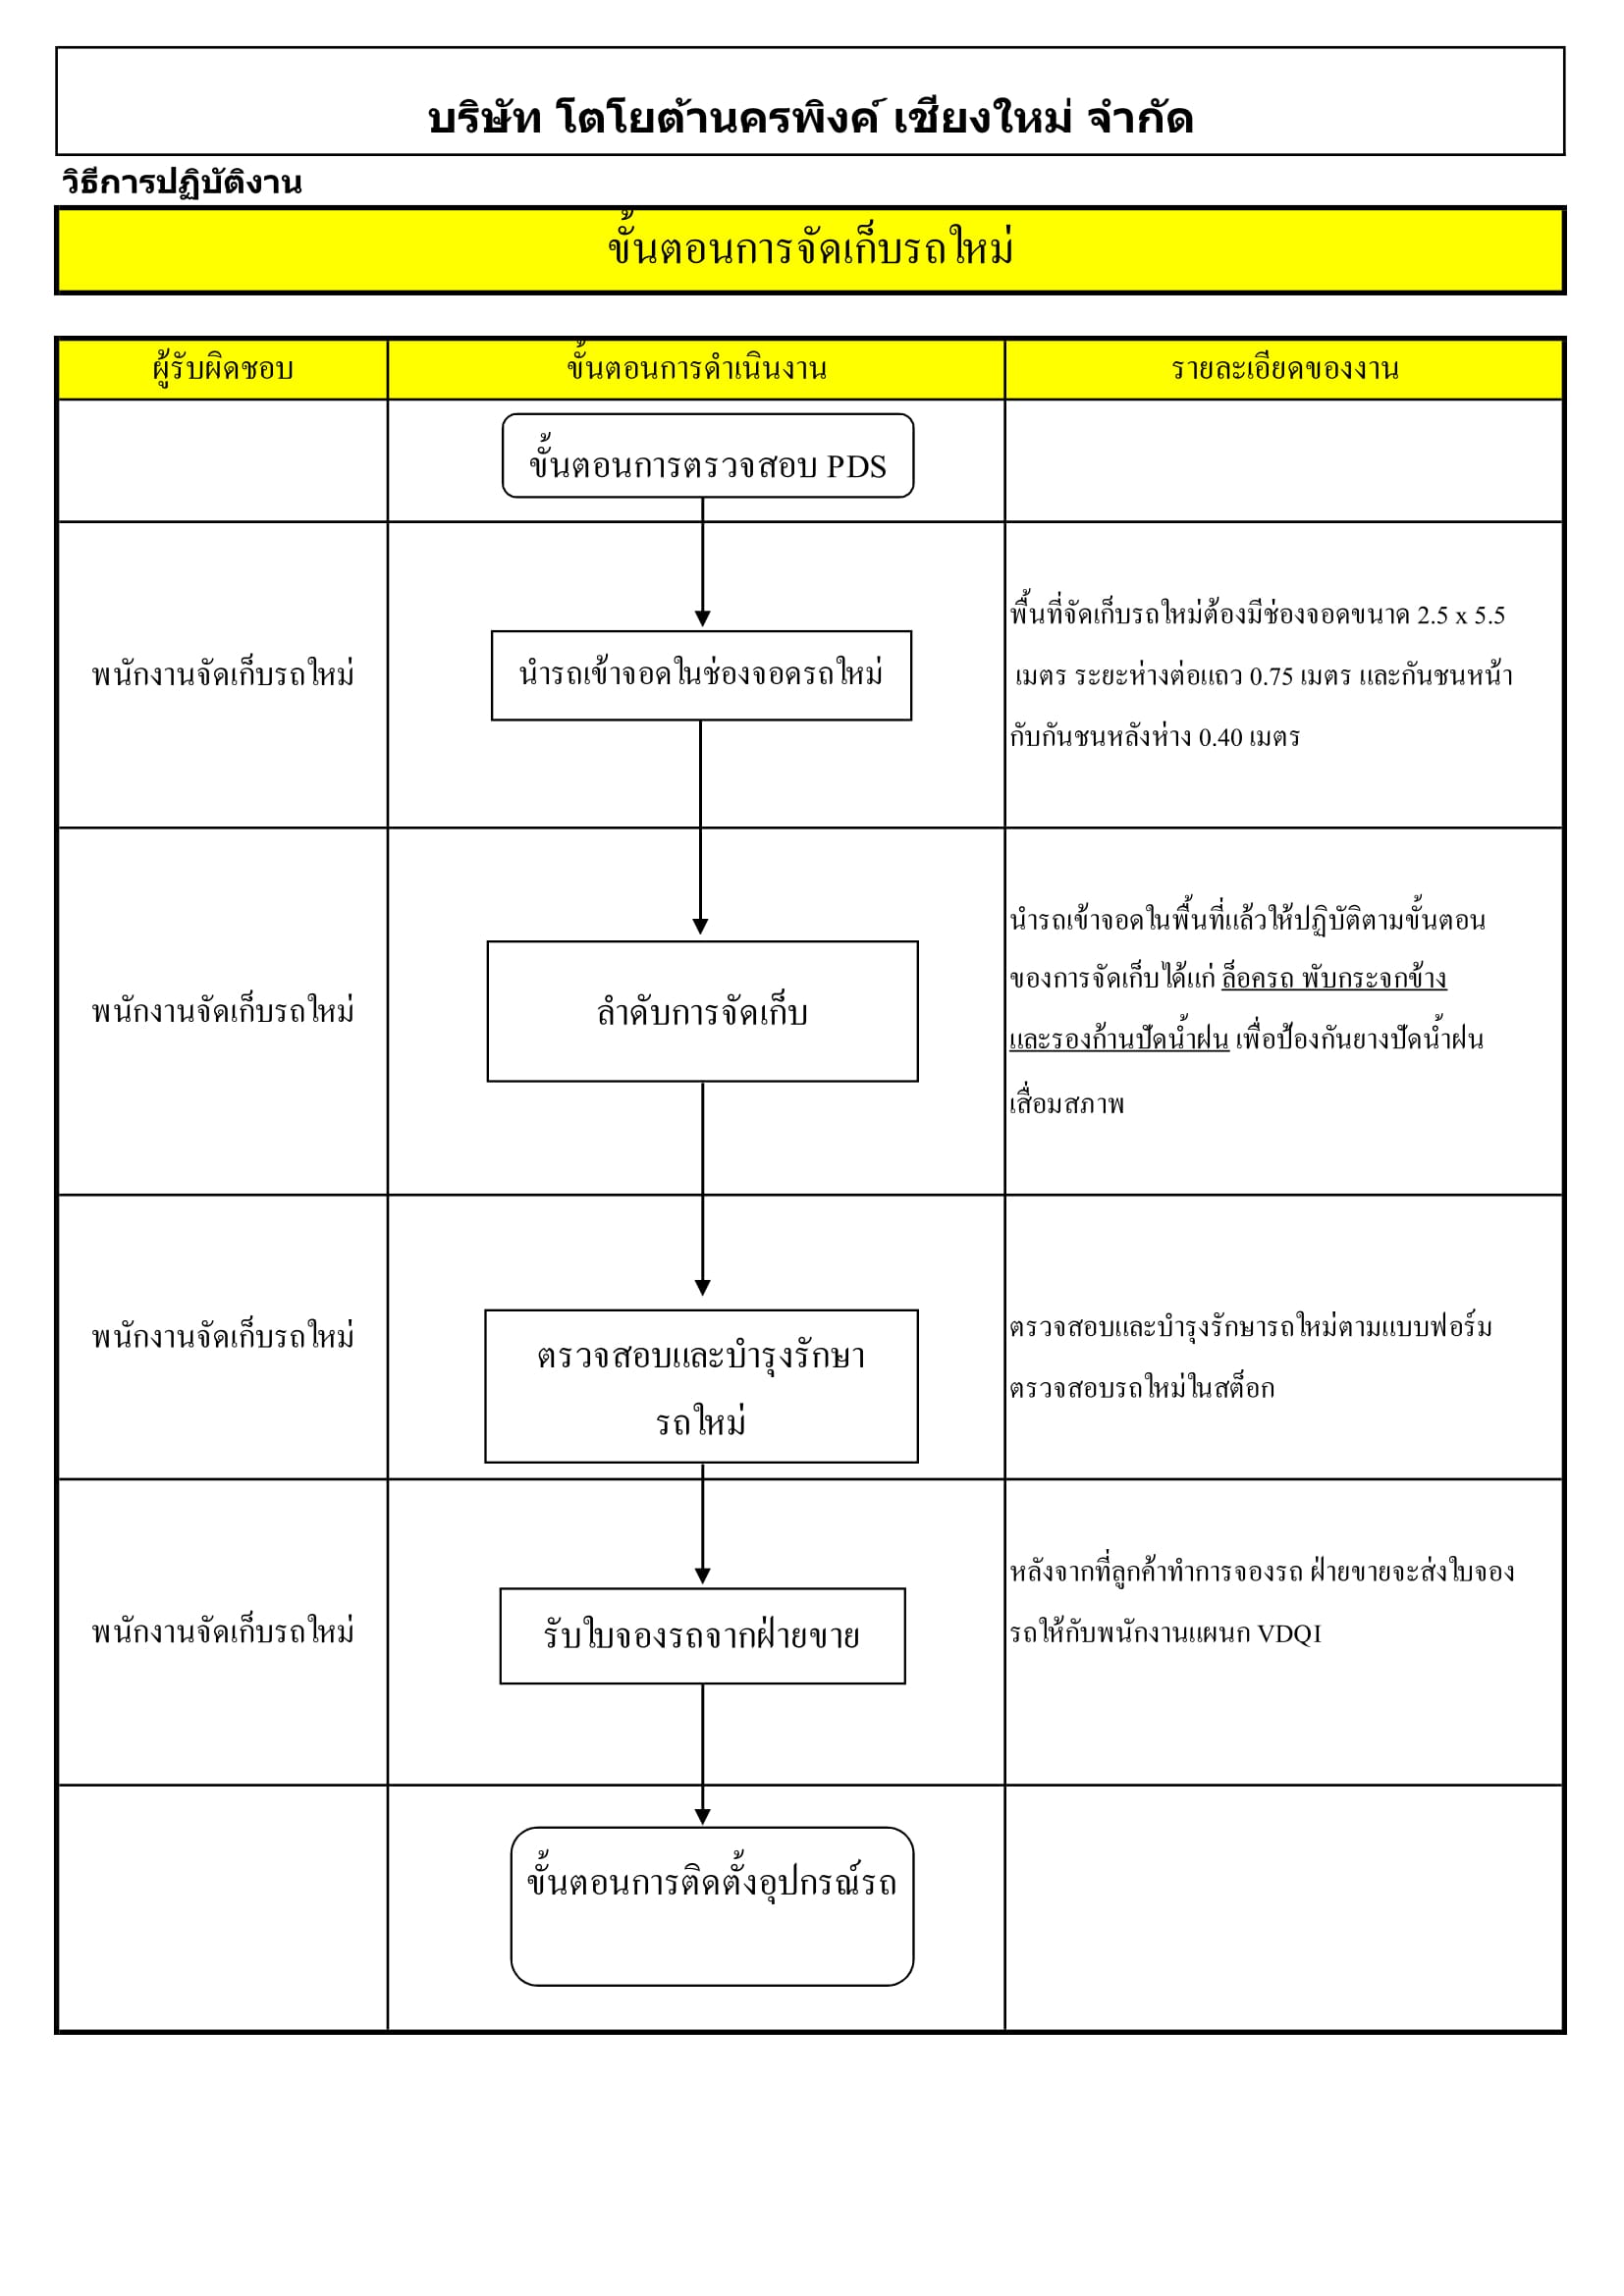 บริษัท โตโยต้านครพิงค์ เชียงใหม่ จำกัด
วิธีการปฏิบัติงาน
ขั้นตอนการจัดเก็บรถใหม่
ผู้รับผิดชอบ
ขั้นตอนการดำเนินงาน
รายละเอียดของงาน
ขั้นตอนการตรวจสอบ PDS
พนักงานจัดเก็บรถใหม่
นำรถเข้าจอดในช่องจอดรถใหม่
พื้นที่จัดเก็บรถใหม่ต้องมีช่องจอดขนาด 2.5 x 5.5
เมตร ระยะห่างต่อแถว 0.75 เมตร และกันชนหน้า
กับกันชนหลังห่าง 0.40 เมตร
พนักงานจัดเก็บรถใหม่
ลำดับการจัดเก็บ
นำรถเข้าจอดในพื้นที่แล้วให้ปฏิบัติตามขั้นตอน
ของการจัดเก็บได้แก่ ล็อครถ พับกระจกข้าง
และรองก้านปัดน้ำฝน เพื่อป้องกันยางปัดน้ำฝน
เสื่อมสภาพ
พนักงานจัดเก็บรถใหม่
ตรวจสอบและบำรุงรักษา
รถใหม่
ตรวจสอบและบำรุงรักษารถใหม่ตามแบบฟอร์ม
ตรวจสอบรถใหม่ในสต็อก
พนักงานจัดเก็บรถใหม่
รับใบจองรถจากฝ่ายขาย
หลังจากที่ลูกค้าทำการจองรถ ฝ่ายขายจะส่งใบจอง
รถให้กับพนักงานแผนก VDQI
ขั้นตอนการติดตั้งอุปกรณ์รถ